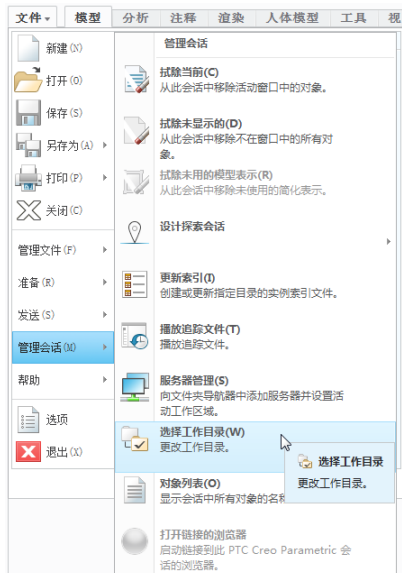 文件 模型 分析 注释 渲染 人体模型 工具 视
新建(N)
打开(O)
保存(S)
另存为(A)
打印(P)
关闭(C)
管理文件(F)
准备(R)
发送(S)
管理会话(M)
帮助
选项
退出(X)
管理会话
拭除当前(C)
从此会话中移除活动窗口中的对象。
拭除未显示的(D)
从此会话中移除不在窗口中的所有对
象。
拭除未用的模型表示(R)
从此会话中移除未使用的简化表示。
设计探索会话
更新索引(I)
创建或更新指定目录的实例索引文件。
播放追踪文件(T)
播放追踪文件。
服务器管理(S)
向文件夹导航器中添加服务器并设置活
动工作区域。
选择工作目录(W)
更改工作目录。
选择工作目录
更改工作目录。
对象列表(O)
显示会话中所有对象的名称
打开链接的浏览器
启动链接到此 PTC Creo Parametric 会
话的浏览器。